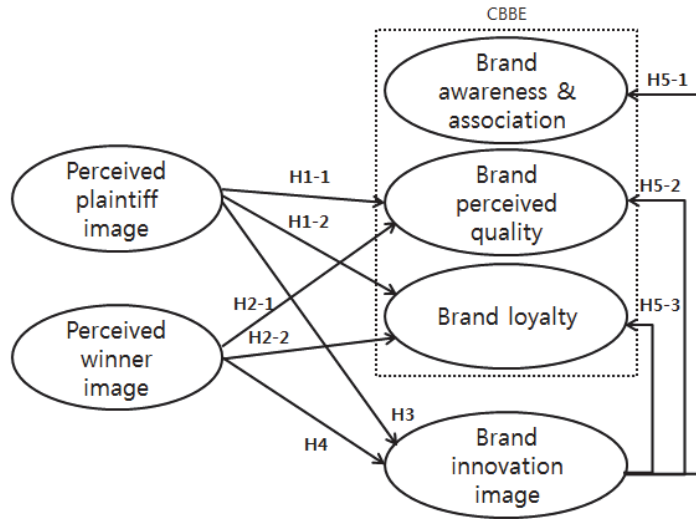 CBBE
Brand
awareness &
association
H5-1
Perceived
plaintiff
image
H1-1
H1-2
Brand
perceived
quality
H5-2
Perceived
winner
image
H2-1
H2-2
Brand loyalty
H5-3
H3
H4
Brand
innovation
image